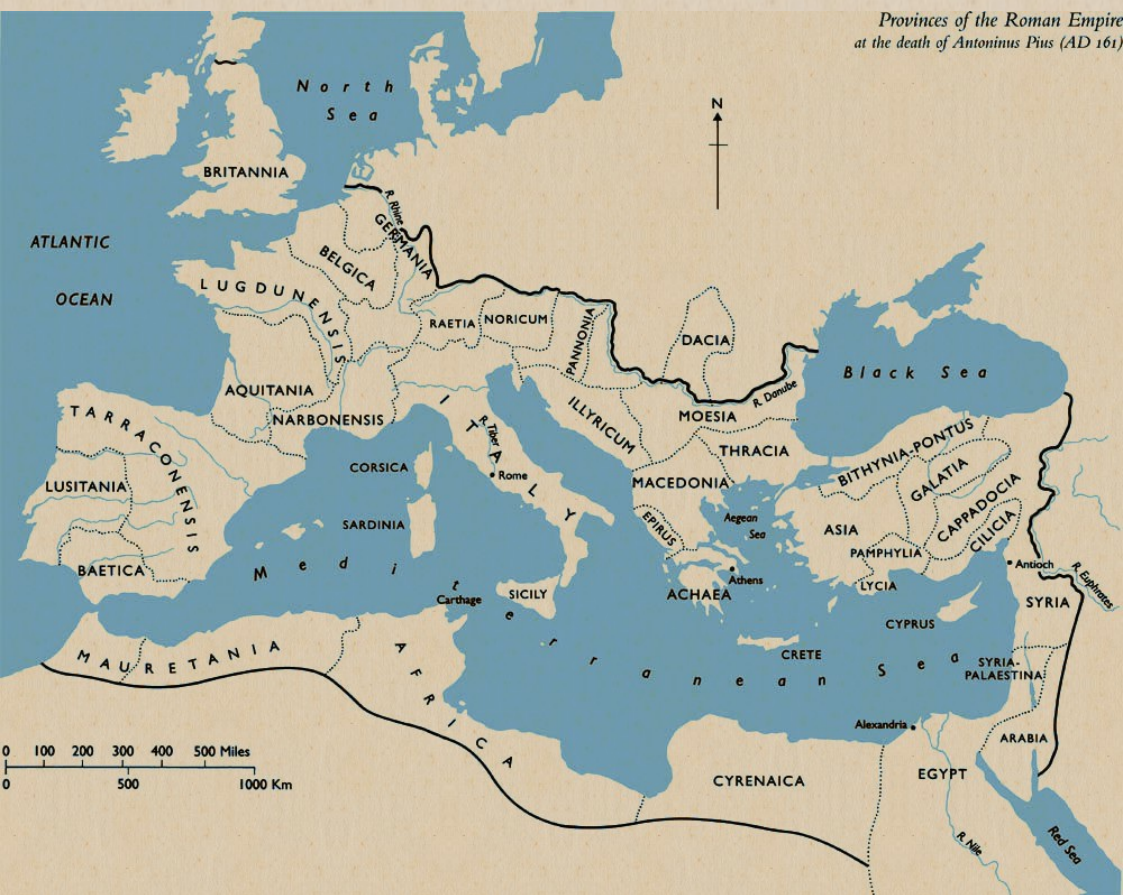 Provinces of the Roman Empire
at the death of Antoninus Pius (AD 161)
North
Sea
N
BRITANNIA
R. Rhine
GERMANIA
ATLANTIC
OCEAN
BELGICA
LUGDUNENSIS
RAETIA
NORICUM
PANNONIA
DACIA
Black Sea
AQUITANIA
NARBONENSIS
ITALY
R. Tiber
Rome
ILLYRICUM
MOESIA
R. Danube
TARRACONENSIS
LUSITANIA
BAETICA
CORSICA
SARDINIA
THRACIA
MACEDONIA
EPIRUS
Aegean
Sea
BITHYNIA-PONTUS
GALATIA
CAPPADOCIA
CILICIA
ASIA
PAMPHYLIA
LYCIA
Antioch
R. Euphrates
Mediterranean Sea
Carthage
SICILY
ACHAEA
Athens
CYPRUS
SYRIA
CRETE
SYRIA-
PALAESTINA
MAURETANIA
AFRICA
Alexandria
ARABIA
0 100 200 300 400 500 Miles
0 500 1000 Km
CYRENAICA
EGYPT
R. Nile
Red Sea